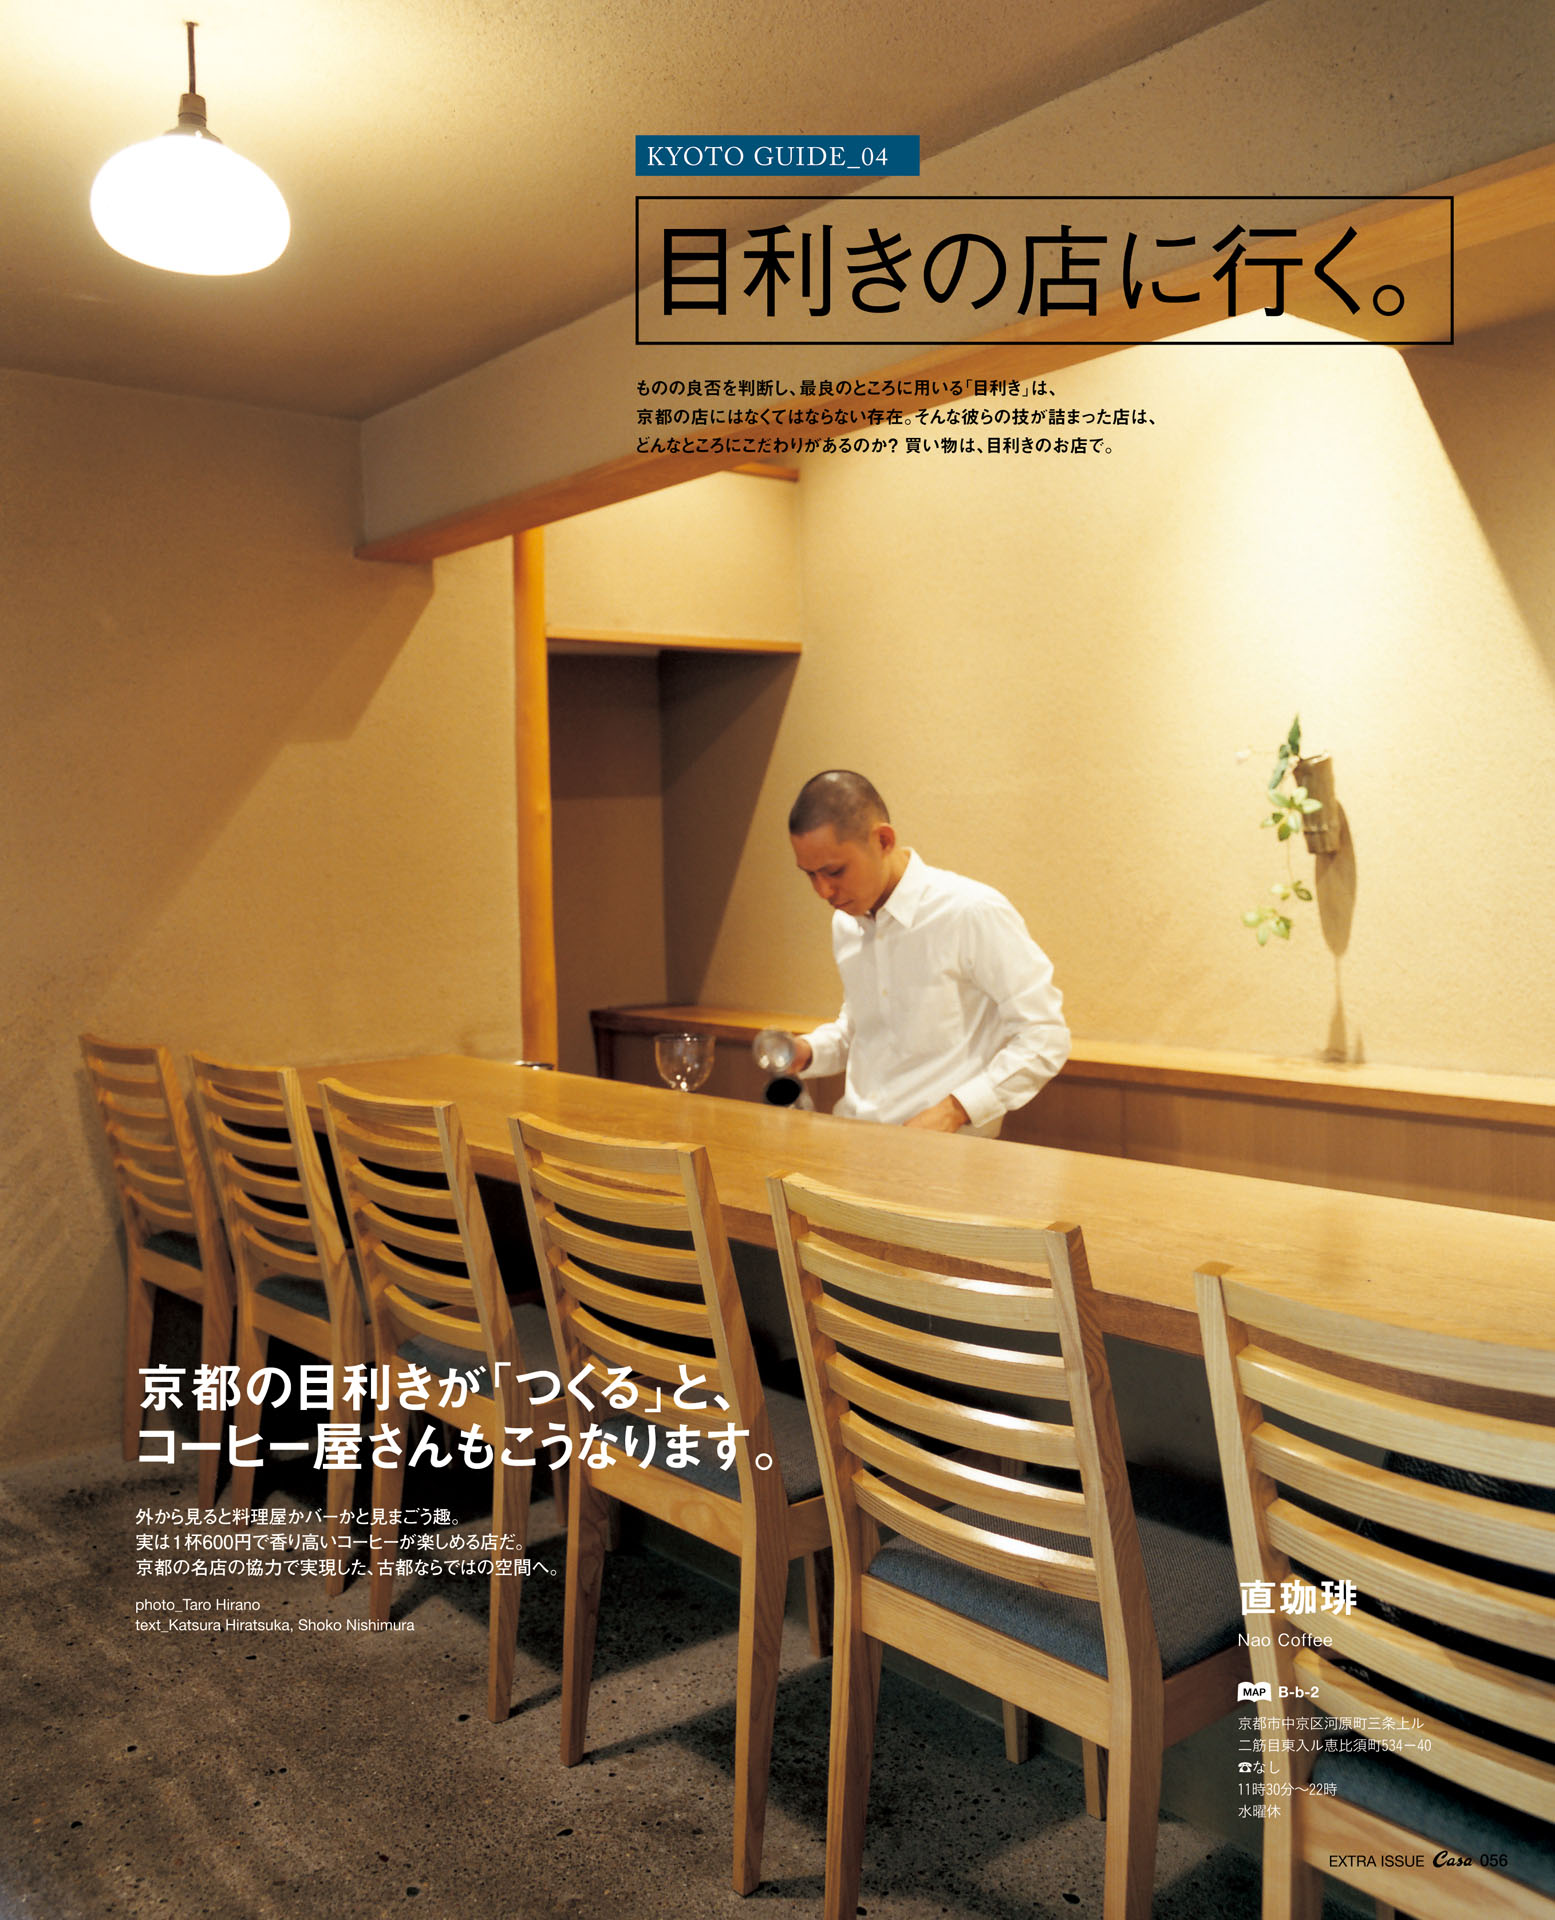 KYOTO GUIDE_04
目利きの店に行く。
ものの良否を判断し、最良のところに用いる「目利き」は、
京都の店にはなくてはならない存在。そんな彼らの技が詰まった店は、
どんなところにこだわりがあるのか? 買い物は、目利きのお店で。
京都の目利きが「つくる」と、
コーヒー屋さんもこうなります。
外から見ると料理屋かバーかと見まごう趣。
実は1杯600円で香り高いコーヒーが楽しめる店だ。
京都の名店の協力で実現した、古都ならではの空間へ。
photo_Taro Hirano
text_Katsura Hiratsuka, Shoko Nishimura
直珈琲
Nao Coffee
MAP B-b-2
京都市中京区河原町三条上ル
二筋目東入ル恵比須町534−40
☎なし
11時30分〜22時
水曜休
EXTRA ISSUE Casa 056